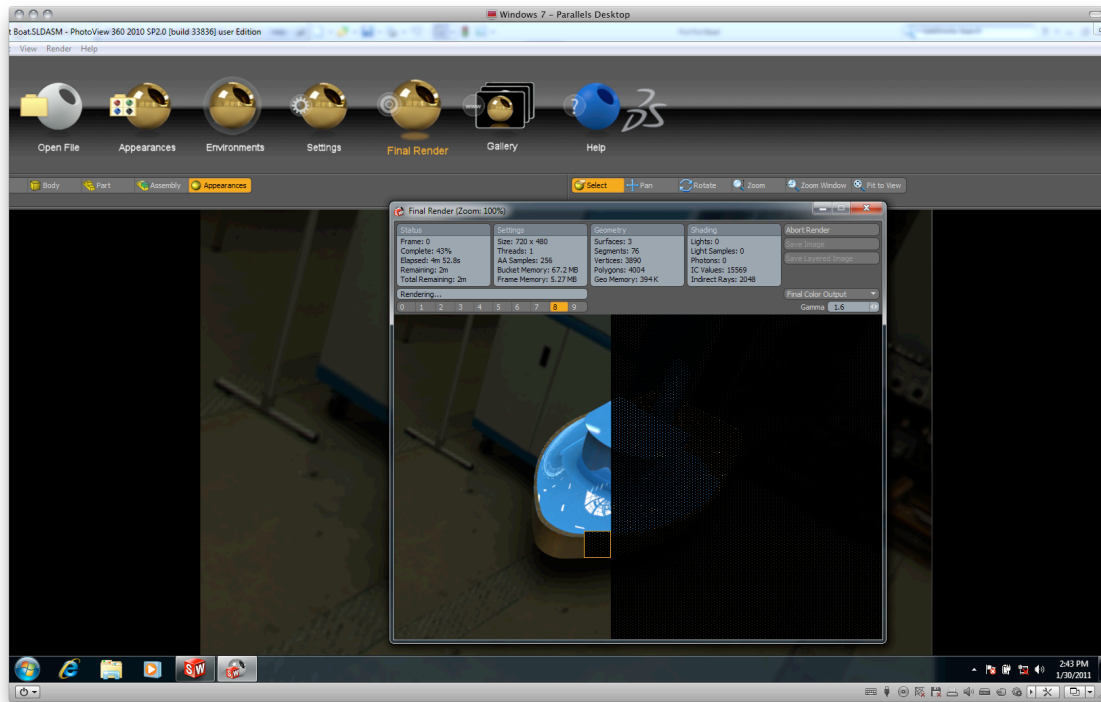 Windows 7 - Parallels Desktop
t Boat.SLDASM - PhotoView 360 2010 SP2.0 [build 33836] user Edition
View Render Help
WWW
?
Open File Appearances Environments Settings Final Render Gallery Help
Body Part Assembly Appearances Select Pan Rotate Zoom Zoom Window Fit to View
Final Render (Zoom: 100%)
Status Settings Geometry Shading Abort Render
Frame: 0 Size: 720 x 480 Surfaces: 3 Lights: 0 Save Image
Complete: 43% Threads: 1 Segments: 76 Light Samples: 0 Save Layered Image
Elapsed: 4m 52.8s AA Samples: 256 Vertices: 3890 Photons: 0
Remaining: 2m Bucket Memory: 67.2 MB Polygons: 4004 IC Values: 15569
Total Remaining: 2m Frame Memory: 5.27 MB Geo Memory: 394 K Indirect Rays: 2048
Rendering... Final Color Output
0 1 2 3 4 5 6 7 8 9 Gamma 1.6
SW
2:43 PM
1/30/2011